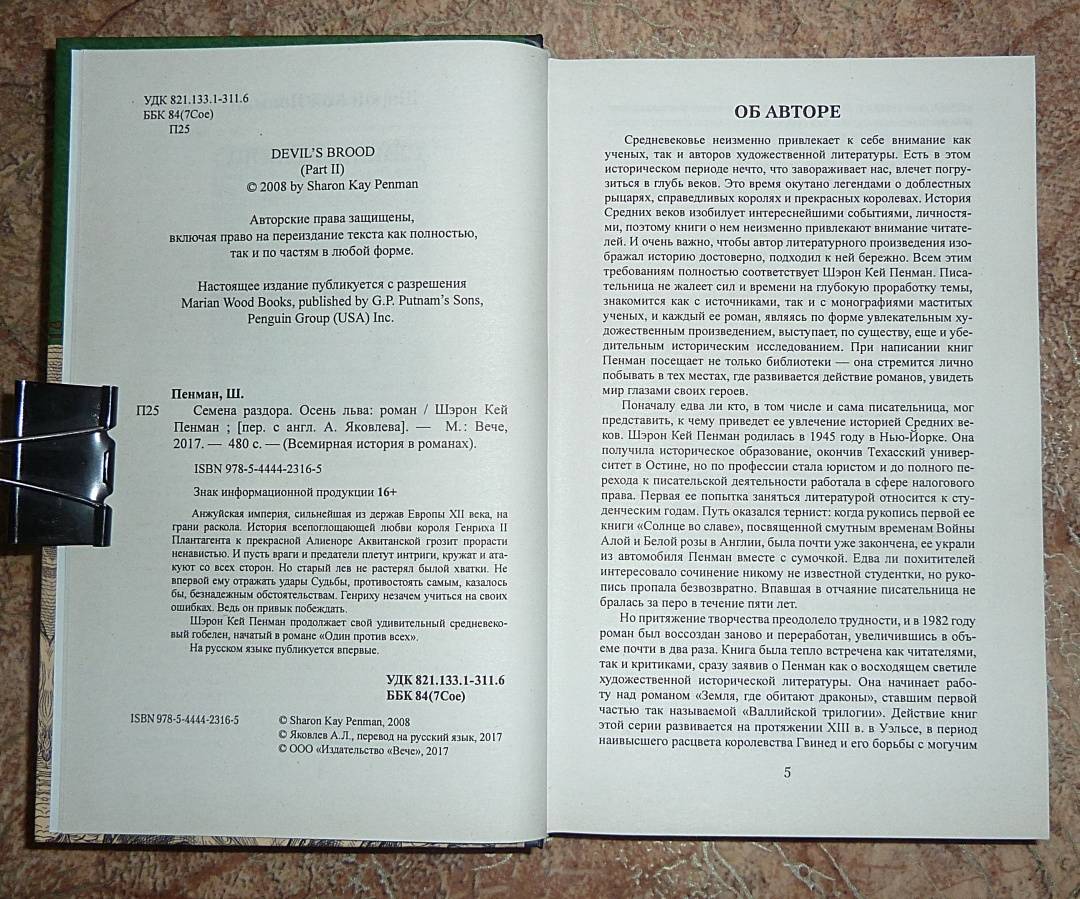 УДК 821.133.1-311.6
ББК 84(7Сое)
П25
DEVIL'S BROOD
(Part II)
© 2008 by Sharon Kay Penman
Авторские права защищены,
включая право на переиздание текста как полностью,
так и по частям в любой форме.
Настоящее издание публикуется с разрешения
Marian Wood Books, published by G.P. Putnam's Sons,
Penguin Group (USA) Inc.
Пенман, Ш.
П25 Семена раздора. Осень льва: роман / Шэрон Кей
Пенман ; [пер. с англ. А. Яковлева]. — М.: Вече,
2017. — 480 с. — (Всемирная история в романах).
ISBN 978-5-4444-2316-5
Знак информационной продукции 16+
Анжуйская империя, сильнейшая из держав Европы XII века, на
грани раскола. История всепоглощающей любви короля Генриха II
Плантагента к прекрасной Алиеноре Аквитанской грозит прорасти
ненавистью. И пусть враги и предатели плетут интриги, кружат и ата-
куют со всех сторон. Но старый лев не растерял былой хватки. Не
впервой ему отражать удары Судьбы, противостоять самым, казалось
бы, безнадежным обстоятельствам. Генриху незачем учиться на своих
ошибках. Ведь он привык побеждать.
Шэрон Кей Пенман продолжает свой удивительный средневеко-
вый гобелен, начатый в романе «Один против всех».
На русском языке публикуется впервые.
УДК 821.133.1-311.6
ББК 84(7Сое)
ISBN 978-5-4444-2316-5
© Sharon Kay Penman, 2008
© Яковлев А.Л., перевод на русский язык, 2017
© ООО «Издательство «Вече», 2017
ОБ АВТОРЕ
Средневековье неизменно привлекает к себе внимание как
ученых, так и авторов художественной литературы. Есть в этом
историческом периоде нечто, что завораживает нас, влечет погру-
зиться в глубь веков. Это время окутано легендами о доблестных
рыцарях, справедливых королях и прекрасных королевах. История
Средних веков изобилует интереснейшими событиями, личностя-
ми, поэтому книги о нем неизменно привлекают внимание читате-
лей. И очень важно, чтобы автор литературного произведения изо-
бражал историю достоверно, подходил к ней бережно. Всем этим
требованиям полностью соответствует Шэрон Кей Пенман. Писа-
тельница не жалеет сил и времени на глубокую проработку темы,
знакомится как с источниками, так и с монографиями маститых
ученых, и каждый ее роман, являясь по форме увлекательным ху-
дожественным произведением, выступает, по существу, еще и убе-
дительным историческим исследованием. При написании книг
Пенман посещает не только библиотеки — она стремится лично
побывать в тех местах, где развивается действие романов, увидеть
мир глазами своих героев.
Поначалу едва ли кто, в том числе и сама писательница, мог
представить, к чему приведет ее увлечение историей Средних ве-
ков. Шэрон Кей Пенман родилась в 1945 году в Нью-Йорке. Она
получила историческое образование, окончив Техасский универ-
ситет в Остине, но по профессии стала юристом и до полного пе-
рехода к писательской деятельности работала в сфере налогового
права. Первая ее попытка заняться литературой относится к сту-
денческим годам. Путь оказался тернист: когда рукопись первой ее
книги «Солнце во славе», посвященной смутным временам Войны
Алой и Белой розы в Англии, была почти уже закончена, ее украли
из автомобиля Пенман вместе с сумочкой. Едва ли похитителей
интересовало сочинение никому не известной студентки, но руко-
пись пропала безвозвратно. Впавшая в отчаяние писательница не
бралась за перо в течение пяти лет.
Но притяжение творчества преодолело трудности, и в 1982 году
роман был воссоздан заново и переработан, увеличившись в объ-
еме почти в два раза. Книга была тепло встречена как читателями,
так и критиками, сразу заявив о Пенман как о восходящем светиле
художественной исторической литературы. Она начинает рабо-
ту над романом «Земля, где обитают драконы», ставшим первой
частью так называемой «Валлийской трилогии». Действие книг
этой серии развивается на протяжении XIII в. в Уэльсе, в период
наивысшего расцвета королевства Гвинед и его борьбы с могучим
5